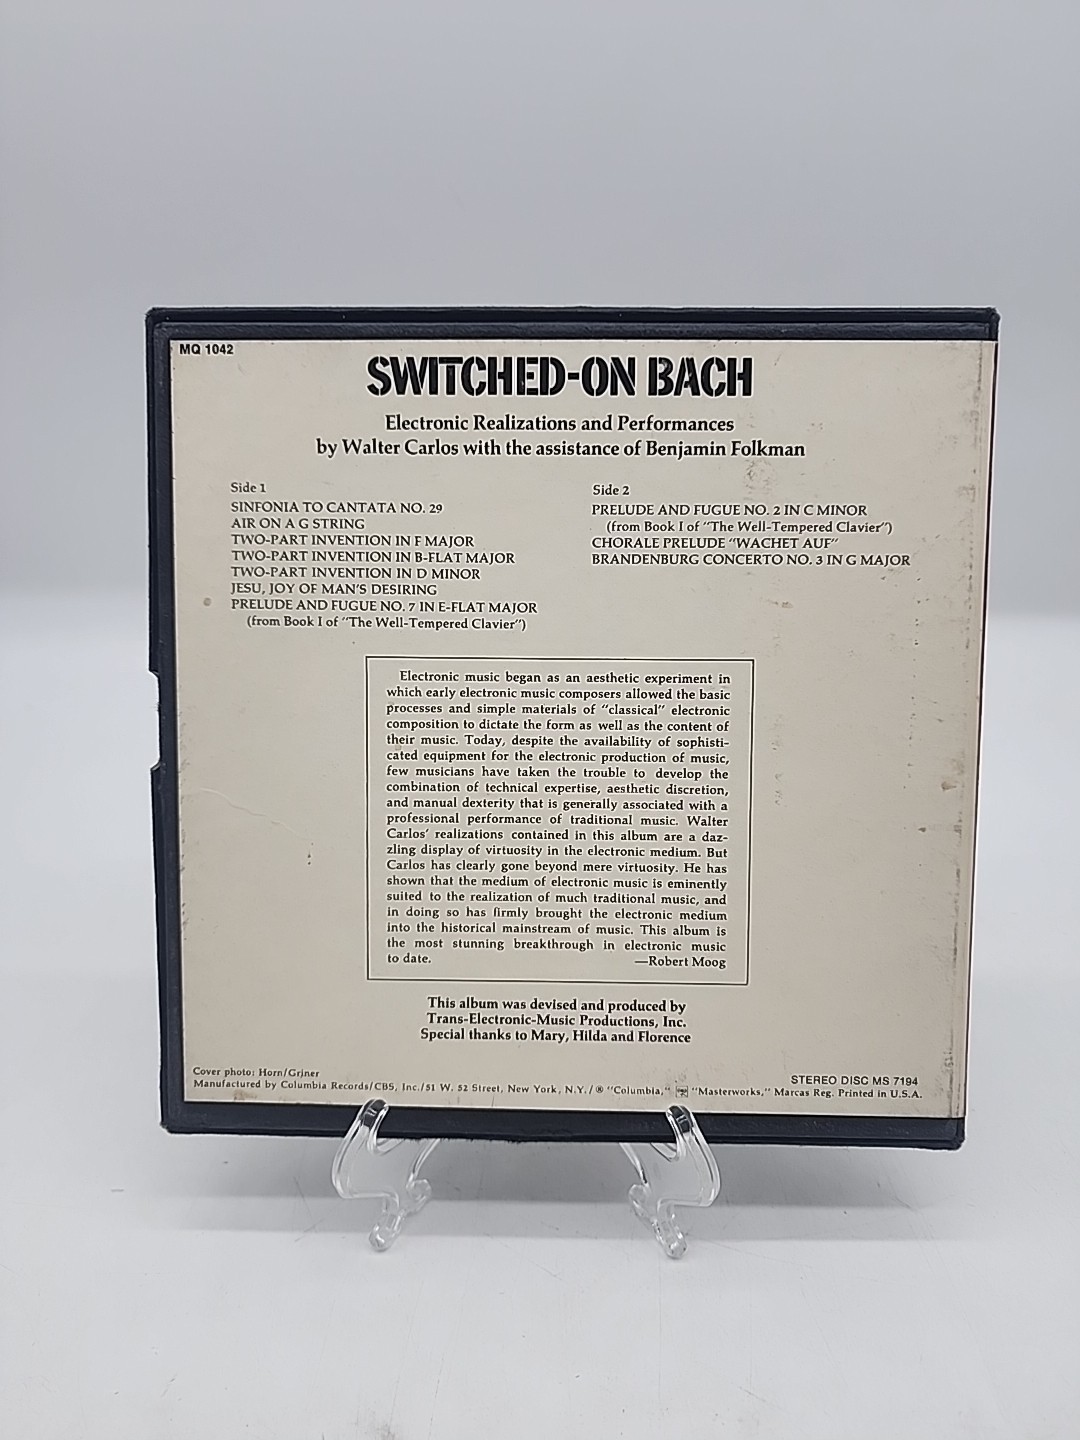 MQ 1042
SWITCHED-ON BACH
Electronic Realizations and Performances
by Walter Carlos with the assistance of Benjamin Folkman
Side 1
SINFONIA TO CANTATA NO. 29
AIR ON A G STRING
TWO-PART INVENTION IN F MAJOR
TWO-PART INVENTION IN B-FLAT MAJOR
TWO-PART INVENTION IN D MINOR
JESU, JOY OF MAN'S DESIRING
PRELUDE AND FUGUE NO. 7 IN E-FLAT MAJOR
(from Book I of "The Well-Tempered Clavier")
Side 2
PRELUDE AND FUGUE NO. 2 IN C MINOR
(from Book I of "The Well-Tempered Clavier")
CHORALE PRELUDE "WACHET AUF"
BRANDENBURG CONCERTO NO. 3 IN G MAJOR
Electronic music began as an aesthetic experiment in
which early electronic music composers allowed the basic
processes and simple materials of "classical" electronic
composition to dictate the form as well as the content of
their music. Today, despite the availability of sophisti-
cated equipment for the electronic production of music,
few musicians have taken the trouble to develop the
combination of technical expertise, aesthetic discretion,
and manual dexterity that is generally associated with a
professional performance of traditional music. Walter
Carlos' realizations contained in this album are a daz-
zling display of virtuosity in the electronic medium. But
Carlos has clearly gone beyond mere virtuosity. He has
shown that the medium of electronic music is eminently
suited to the realization of much traditional music, and
in doing so has firmly brought the electronic medium
into the historical mainstream of music. This album is
the most stunning breakthrough in electronic music
to date. —Robert Moog
This album was devised and produced by
Trans-Electronic-Music Productions, Inc.
Special thanks to Mary, Hilda and Florence
Cover photo: Horn/Griner
STEREO DISC MS 7194
Manufactured by Columbia Records/CBS, Inc./51 W. 52 Street, New York, N.Y./® "Columbia," "Masterworks," Marcas Reg. Printed in U.S.A.